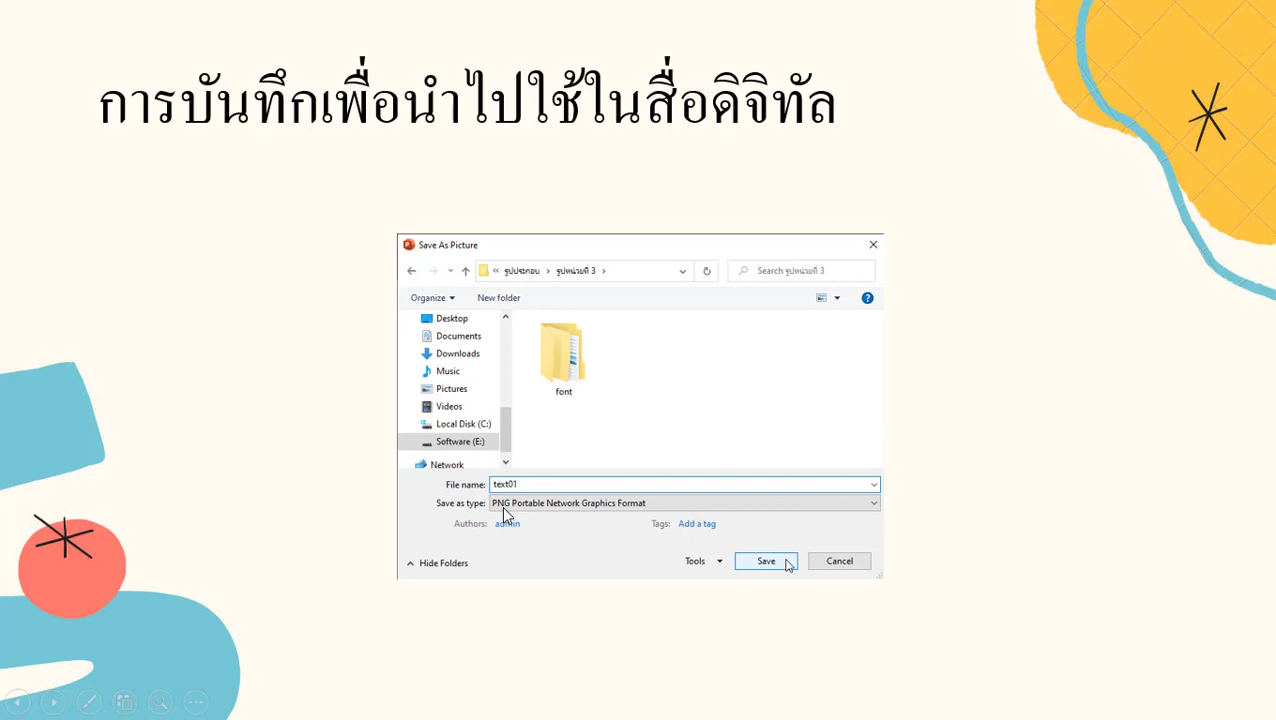 การบันทึกเพื่อนำไปใช้ในสื่อดิจิทัล
Save As Picture
« รูปประกอบ › รูปหน่วยที่ 3 ›
Search รูปหน่วยที่ 3
Organize
New folder
Desktop
Documents
Downloads
Music
Pictures
Videos
Local Disk (C:)
Software (E:)
Network
font
File name: text01
Save as type: PNG Portable Network Graphics Format
Authors: admin
Tags: Add a tag
Hide Folders
Tools
Save
Cancel